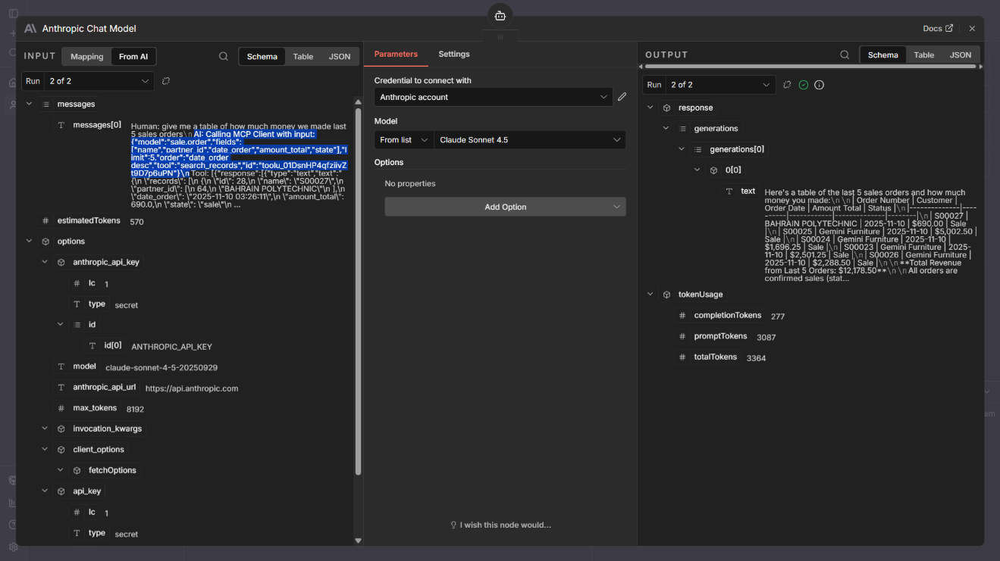 Anthropic Chat Model
Docs
INPUT
Mapping
From AI
Schema
Table
JSON
Run
2 of 2
messages
messages[0]
Human: give me a table of how much money we made last
5 sales orders\n AI: Calling MCP Client with input:
{"model":"sale.order","fields":
["name","partner_id","date_order","amount_total","state"],"l
imit":5,"order":"date_order
desc","tool":"search_records","id":"toolu_01DsnHP4qfziivZ
t9D7p6uPN"}\n Tool: [{"response":[{"type":"text","text":"
{\n \"records\": [\n {\n \"id\": 28,\n \"name\": \"S00027\",\n
\"partner_id\": [\n 64,\n \"BAHRAIN POLYTECHNIC\"\n ],\n
\"date_order\": \"2025-11-10 03:26:11\",\n \"amount_total\":
690.0,\n \"state\": \"sale\"\n ...
estimatedTokens
570
options
anthropic_api_key
lc
1
type
secret
id
id[0]
ANTHROPIC_API_KEY
model
claude-sonnet-4-5-20250929
anthropic_api_url
https://api.anthropic.com
max_tokens
8192
invocation_kwargs
client_options
fetchOptions
api_key
lc
1
type
secret
Parameters
Settings
Credential to connect with
Anthropic account
Model
From list
Claude Sonnet 4.5
Options
No properties
Add Option
I wish this node would...
OUTPUT
Schema
Table
JSON
Run
2 of 2
response
generations
generations[0]
0[0]
text
Here's a table of the last 5 sales orders and how much
money you made:\n \n | Order Number | Customer |
Order Date | Amount Total | Status |\n |--------------|----
------|------------|--------------|--------|\n | S00027 |
BAHRAIN POLYTECHNIC | 2025-11-10 | $690.00 | Sale
|\n | S00025 | Gemini Furniture | 2025-11-10 | $5,002.50 |
Sale |\n | S00024 | Gemini Furniture | 2025-11-10 |
$1,696.25 | Sale |\n | S00023 | Gemini Furniture | 2025-
11-10 | $2,501.25 | Sale |\n | S00026 | Gemini Furniture |
2025-11-10 | $2,288.50 | Sale |\n \n **Total Revenue
from Last 5 Orders: $12,178.50**\n \n All orders are
confirmed sales (stat...
tokenUsage
completionTokens
277
promptTokens
3087
totalTokens
3364